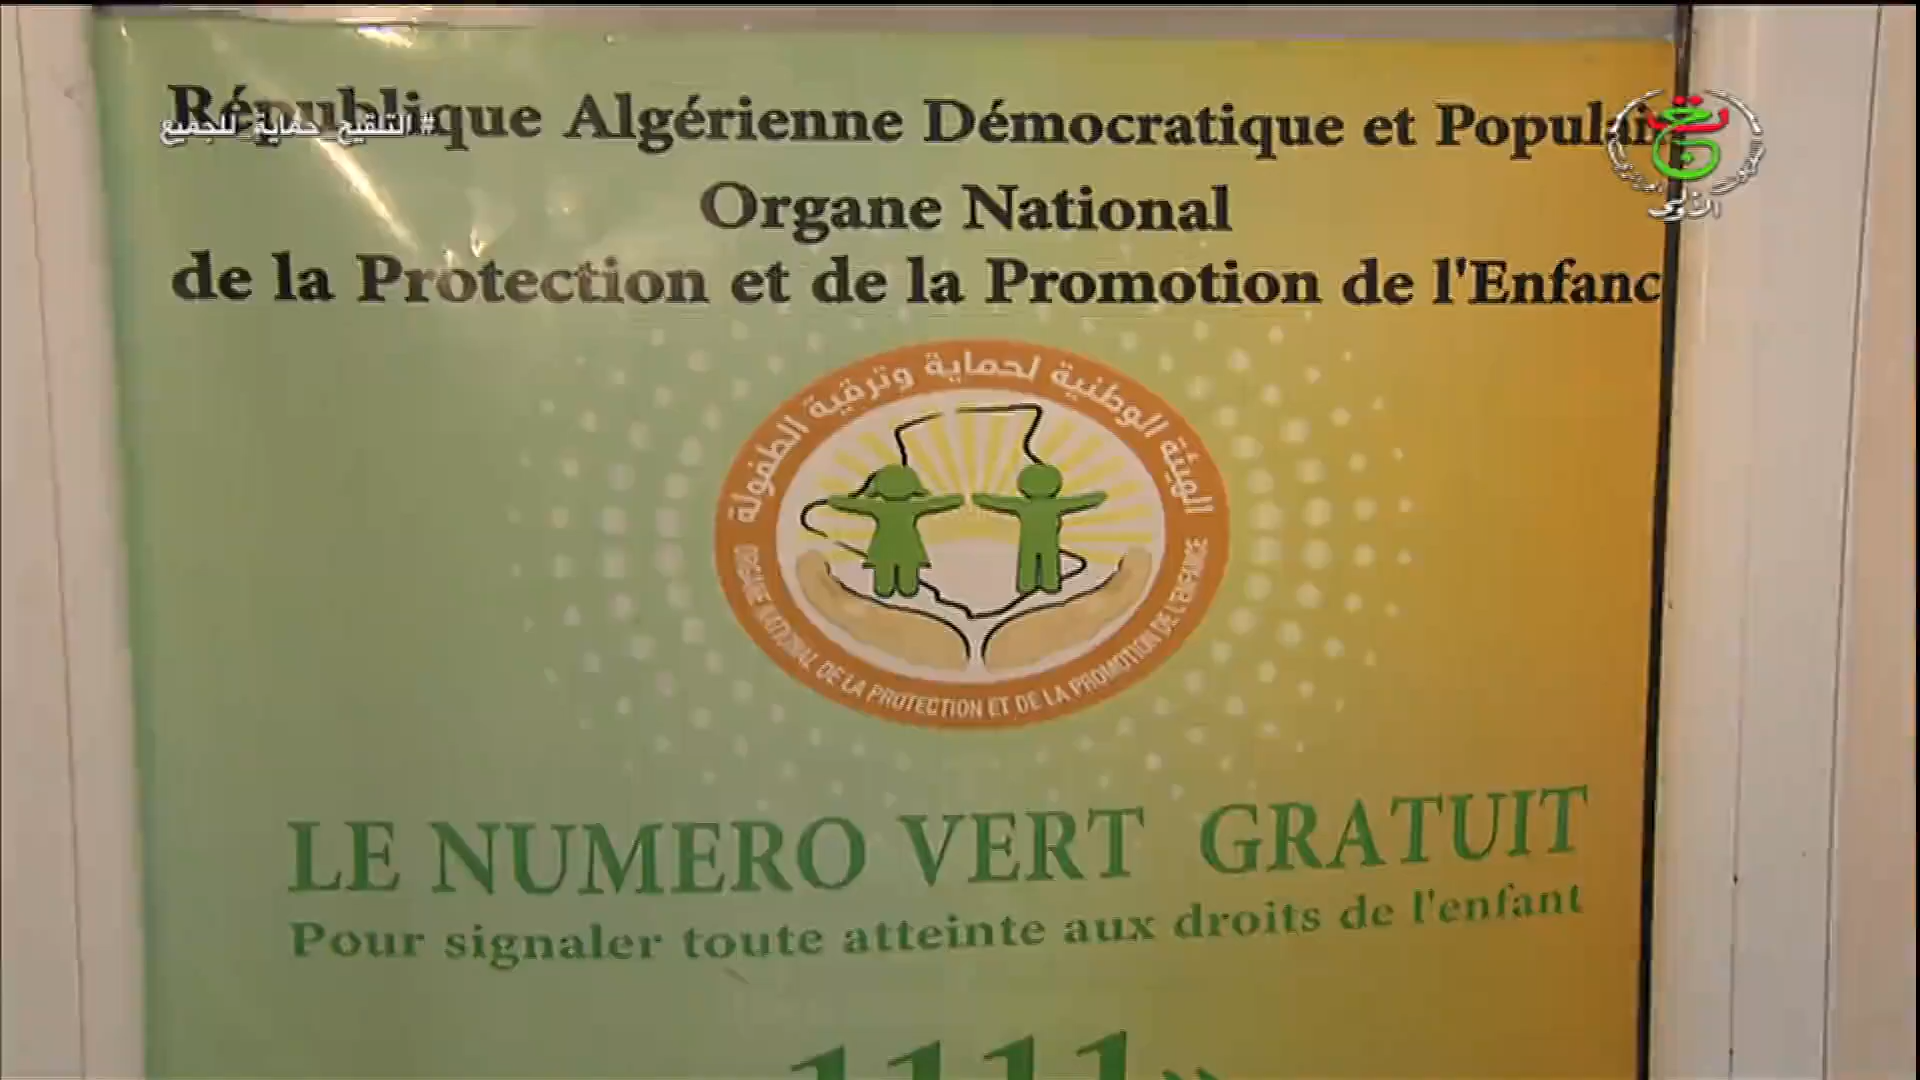 République Algérienne Démocratique et Populai
#التلقيح_حماية_للجميع
الأولى
Organe National
de la Protection et de la Promotion de l'Enfanc
الهيئة الوطنية لحماية وترقية الطفولة
ORGANE NATIONAL DE LA PROTECTION ET DE LA PROMOTION DE L'ENFANCE
LE NUMERO VERT GRATUIT
Pour signaler toute atteinte aux droits de l'enfant
1111»